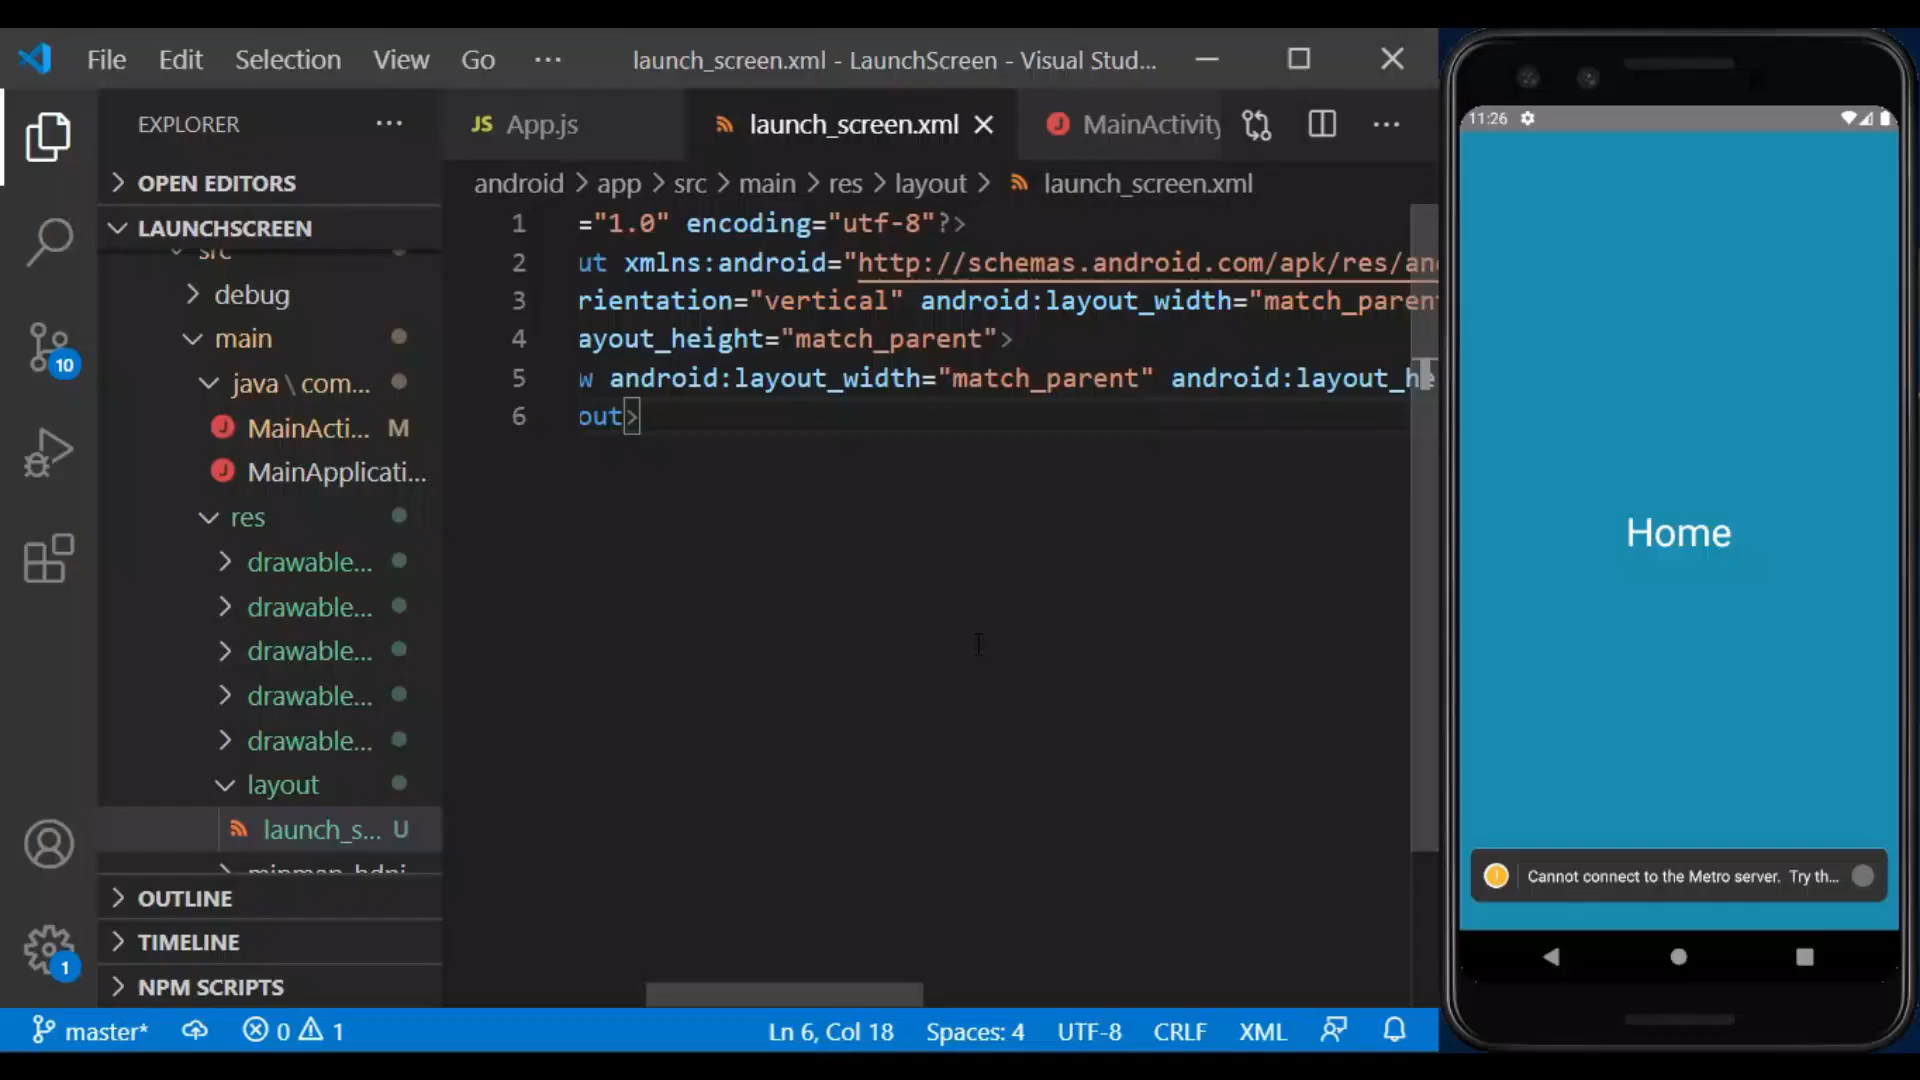 File Edit Selection View Go ··· launch_screen.xml - LaunchScreen - Visual Stud...
EXPLORER ···
OPEN EDITORS
LAUNCHSCREEN
src
debug
main
java \ com...
MainActi... M
MainApplicati...
res
drawable...
drawable...
drawable...
drawable...
drawable...
layout
launch_s... U
OUTLINE
TIMELINE
NPM SCRIPTS
10
1
JS App.js launch_screen.xml MainActivity ···
android > app > src > main > res > layout > launch_screen.xml
1 ="1.0" encoding="utf-8"?>
2 ut xmlns:android="http://schemas.android.com/apk/res/an
3 rientation="vertical" android:layout_width="match_paren
4 ayout_height="match_parent">
5 w android:layout_width="match_parent" android:layout_he
6 out>
master* 0 1 Ln 6, Col 18 Spaces: 4 UTF-8 CRLF XML
11:26
Home
Cannot connect to the Metro server. Try th...